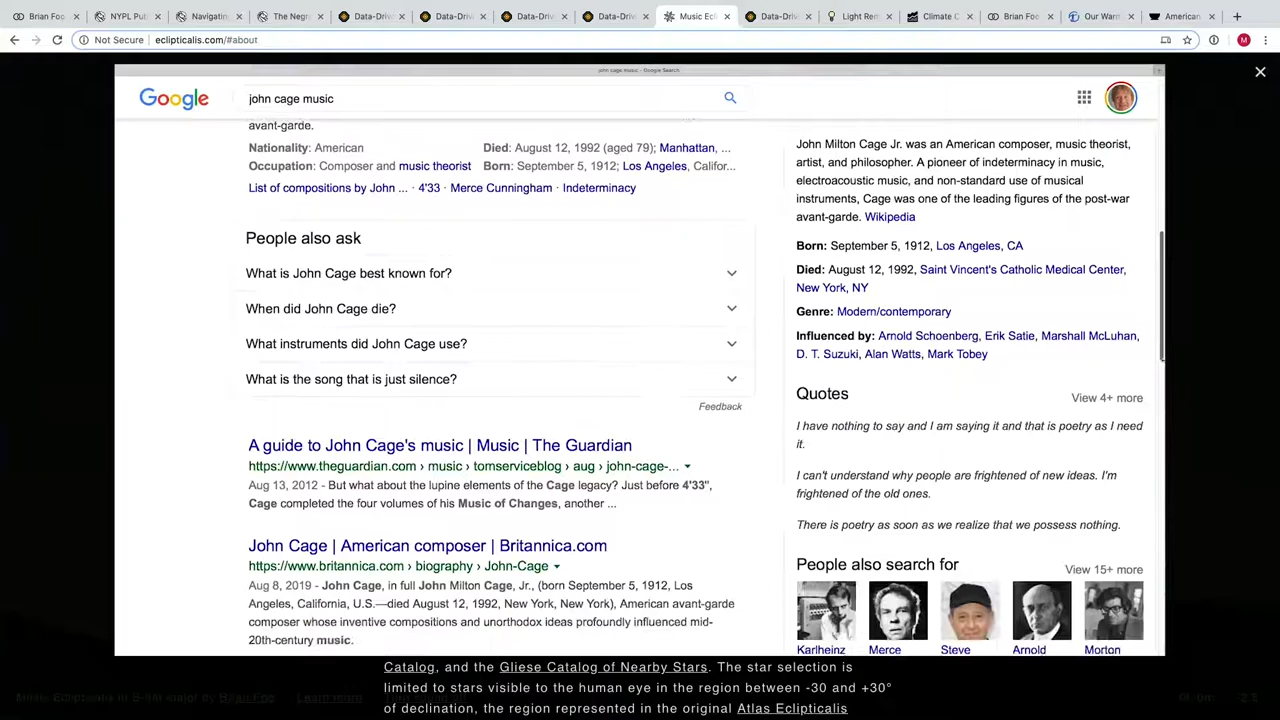 Brian Foo
NYPL Pub
Navigatin
The Negro
Data-Driv
Data-Driv
Data-Driv
Data-Driv
Music Ecl
Data-Driv
Light Rem
Climate C
Brian Foo
Our Warm
American
Not Secure
eclipticalis.com/#about
M
john cage music - Google Search
Google
john cage music
avant-garde.
Nationality: American
Died: August 12, 1992 (aged 79); Manhattan, ...
Occupation: Composer and music theorist
Born: September 5, 1912; Los Angeles, Califor...
List of compositions by John ... · 4'33 · Merce Cunningham · Indeterminacy
People also ask
What is John Cage best known for?
When did John Cage die?
What instruments did John Cage use?
What is the song that is just silence?
Feedback
A guide to John Cage's music | Music | The Guardian
https://www.theguardian.com › music › tomserviceblog › aug › john-cage-...
Aug 13, 2012 - But what about the lupine elements of the Cage legacy? Just before 4'33",
Cage completed the four volumes of his Music of Changes, another ...
John Cage | American composer | Britannica.com
https://www.britannica.com › biography › John-Cage
Aug 8, 2019 - John Cage, in full John Milton Cage, Jr., (born September 5, 1912, Los
Angeles, California, U.S.—died August 12, 1992, New York, New York), American avant-garde
composer whose inventive compositions and unorthodox ideas profoundly influenced mid-
20th-century music.
John Milton Cage Jr. was an American composer, music theorist,
artist, and philosopher. A pioneer of indeterminacy in music,
electroacoustic music, and non-standard use of musical
instruments, Cage was one of the leading figures of the post-war
avant-garde. Wikipedia
Born: September 5, 1912, Los Angeles, CA
Died: August 12, 1992, Saint Vincent's Catholic Medical Center,
New York, NY
Genre: Modern/contemporary
Influenced by: Arnold Schoenberg, Erik Satie, Marshall McLuhan,
D. T. Suzuki, Alan Watts, Mark Tobey
Quotes
View 4+ more
I have nothing to say and I am saying it and that is poetry as I need
it.
I can't understand why people are frightened of new ideas. I'm
frightened of the old ones.
There is poetry as soon as we realize that we possess nothing.
People also search for
View 15+ more
Karlheinz
Merce
Steve
Arnold
Morton
Catalog, and the Gliese Catalog of Nearby Stars. The star selection is
limited to stars visible to the human eye in the region between -30 and +30°
of declination, the region represented in the original Atlas Eclipticalis
by Brian Foo
Learn more